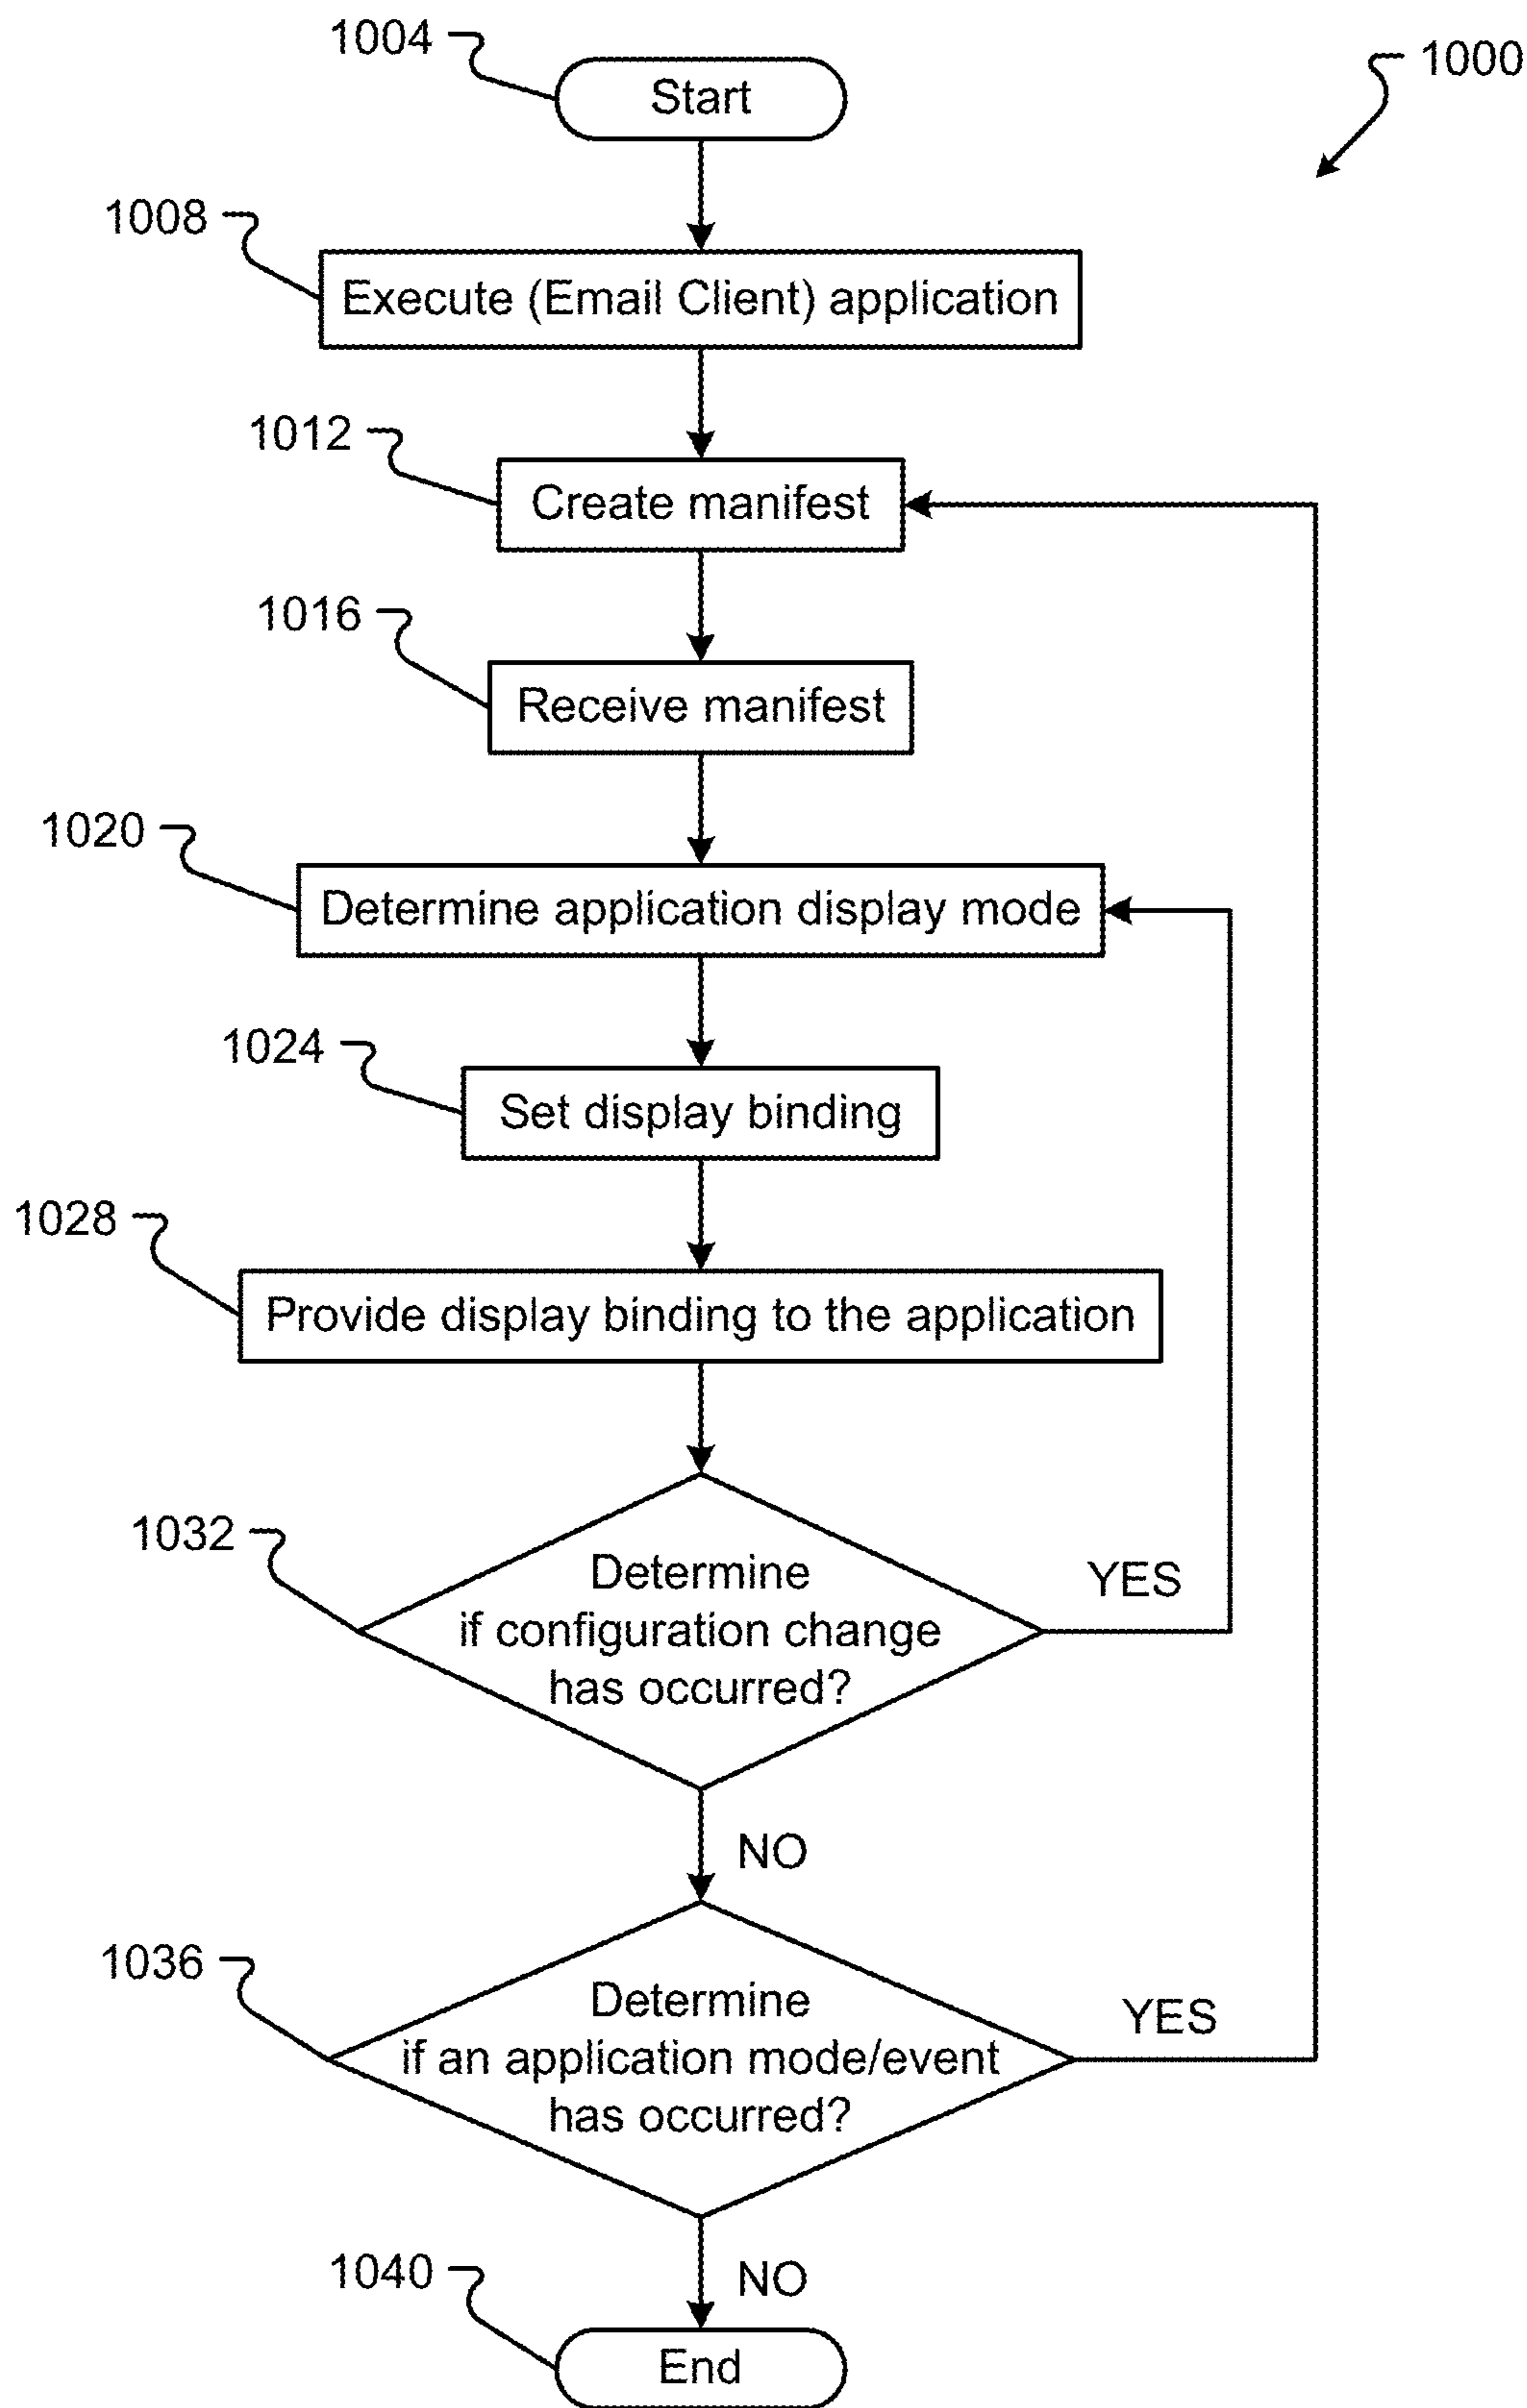 1004
Start
1000
1008
Execute (Email Client) application
1012
Create manifest
1016
Receive manifest
1020
Determine application display mode
1024
Set display binding
1028
Provide display binding to the application
1032
Determine
if configuration change
has occurred?
YES
NO
1036
Determine
if an application mode/event
has occurred?
YES
NO
1040
End